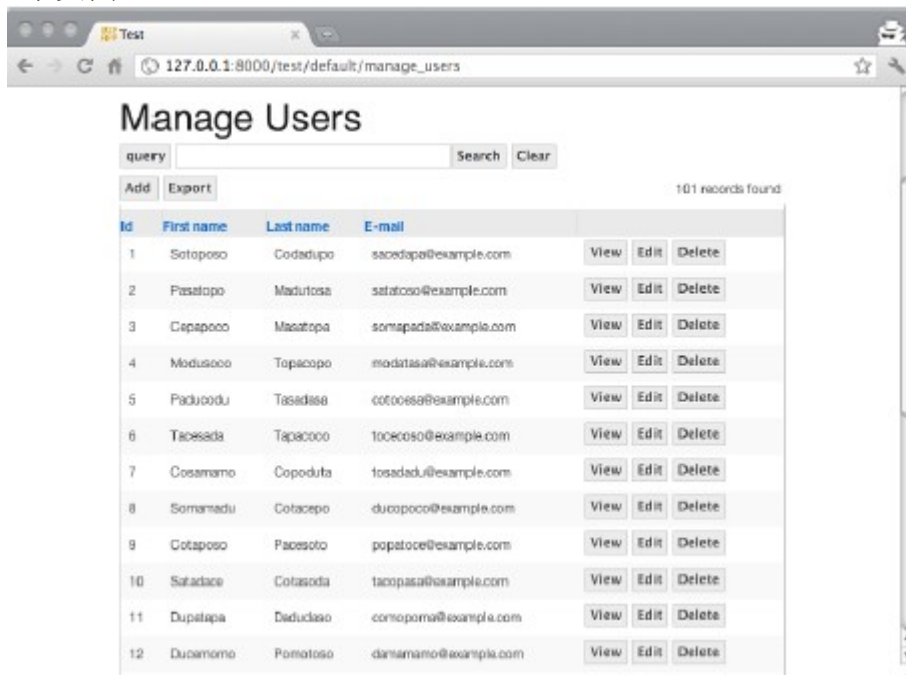 Test
127.0.0.1:8000/test/default/manage_users
Manage Users
query Search Clear
Add Export 101 records found
Id First name Last name E-mail
1 Sotoposo Codadupo sacedapa@example.com View Edit Delete
2 Pasatopo Madutosa satatoso@example.com View Edit Delete
3 Cepapoco Masatopa somapada@example.com View Edit Delete
4 Modusoco Topacopo modatasa@example.com View Edit Delete
5 Paducodu Tasadasa cotocesa@example.com View Edit Delete
6 Tacesada Tapacoco tocecoso@example.com View Edit Delete
7 Cosamamo Copoduta tosadadu@example.com View Edit Delete
8 Somamadu Cotacepo ducopoco@example.com View Edit Delete
9 Cotaposo Pacesoto popatoce@example.com View Edit Delete
10 Satadace Cotasoda tacopasa@example.com View Edit Delete
11 Dupatapa Dadudaso comopoma@example.com View Edit Delete
12 Ducemomo Pomotoso damamamo@example.com View Edit Delete